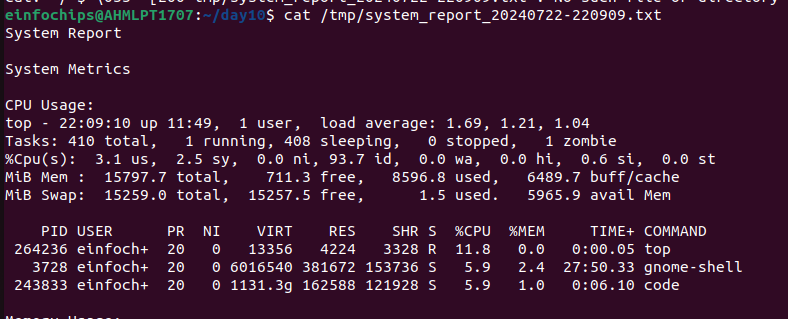 einfochips@AHMLPT1707:~/day10$ cat /tmp/system_report_20240722-220909.txt
System Report
System Metrics
CPU Usage:
top - 22:09:10 up 11:49,  1 user,  load average: 1.69, 1.21, 1.04
Tasks: 410 total,   1 running, 408 sleeping,   0 stopped,   1 zombie
%Cpu(s):  3.1 us,  2.5 sy,  0.0 ni, 93.7 id,  0.0 wa,  0.0 hi,  0.6 si,  0.0 st
MiB Mem :  15797.7 total,    711.3 free,   8596.8 used,   6489.7 buff/cache
MiB Swap:  15259.0 total,  15257.5 free,      1.5 used.   5965.9 avail Mem
PID USER      PR  NI    VIRT    RES    SHR S  %CPU  %MEM     TIME+ COMMAND
264236 einfoch+  20   0   13356   4224   3328 R  11.8   0.0   0:00.05 top
3728 einfoch+  20   0 6016540 381672 153736 S   5.9   2.4  27:50.33 gnome-shell
243833 einfoch+  20   0 1131.3g 162588 121928 S   5.9   1.0   0:06.10 code